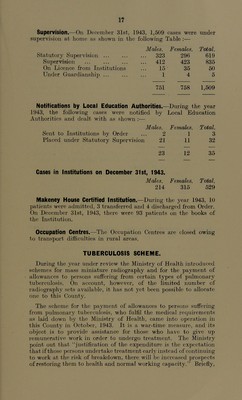 17
Supervision.—On December 31st, 1943, 1,509 cases were under
supervision at home as shown in the following Table :—
Males. Females. Total.
Statutory Supervision ... ... ... 323 296 619
Supervision ... ... ... 412 423 835
On Licence from Institutions ... 15 35 50
Under Guardianship ... ... ... 1 4 5
751 758 1,509
Notifications by Local Education Authorities.—During the year
1943, the following cases were notified by Local Education
Authorities and dealt with as shown :—
Males. Females. Total.
Sent to Institutions by Order ... 2 1 3
Placed under Statutory Supervision 21 11 32
23 12 35
Cases in Institutions on December 31st, 1943.
Males. Females. Total.
214 315 529
Makeney House Certified Institution.—During the year 1943, 10
patients were admitted, 3 transferred and 4 discharged from Order.
On December 31st, 1943, there were 93 patients on the books of
the Institution.
Occupation Centres.—The Occupation Centres are closed owing
to transport difficulties in rural areas.
TUBERCULOSIS SCHEME.
During the year under review the Ministry of Health introduced
schemes for mass miniature radiography and for the payment of
allowances to persons suffering from certain types of pulmonary
tuberculosis. On account, however, of the limited number of
radiography sets available, it has not yet been possible to allocate
one to this County.
The scheme for the payment of allowances to persons suffering
from pulmonary tuberculosis, who fulfil the medical requirements
as laid down by the Ministry of Health, came into operation in
this County in October, 1943. It is a war-time measure, and its
object is to provide assistance for those who have to give up
remunerative work in order to undergo treatment. The Ministry
point out that "justification of the expenditure is the expectation
that if those persons undertake treatment early instead of continuing
to work at the risk of breakdown, there will be increased prospects
of restoring them to health and normal working capacity." Briefly,